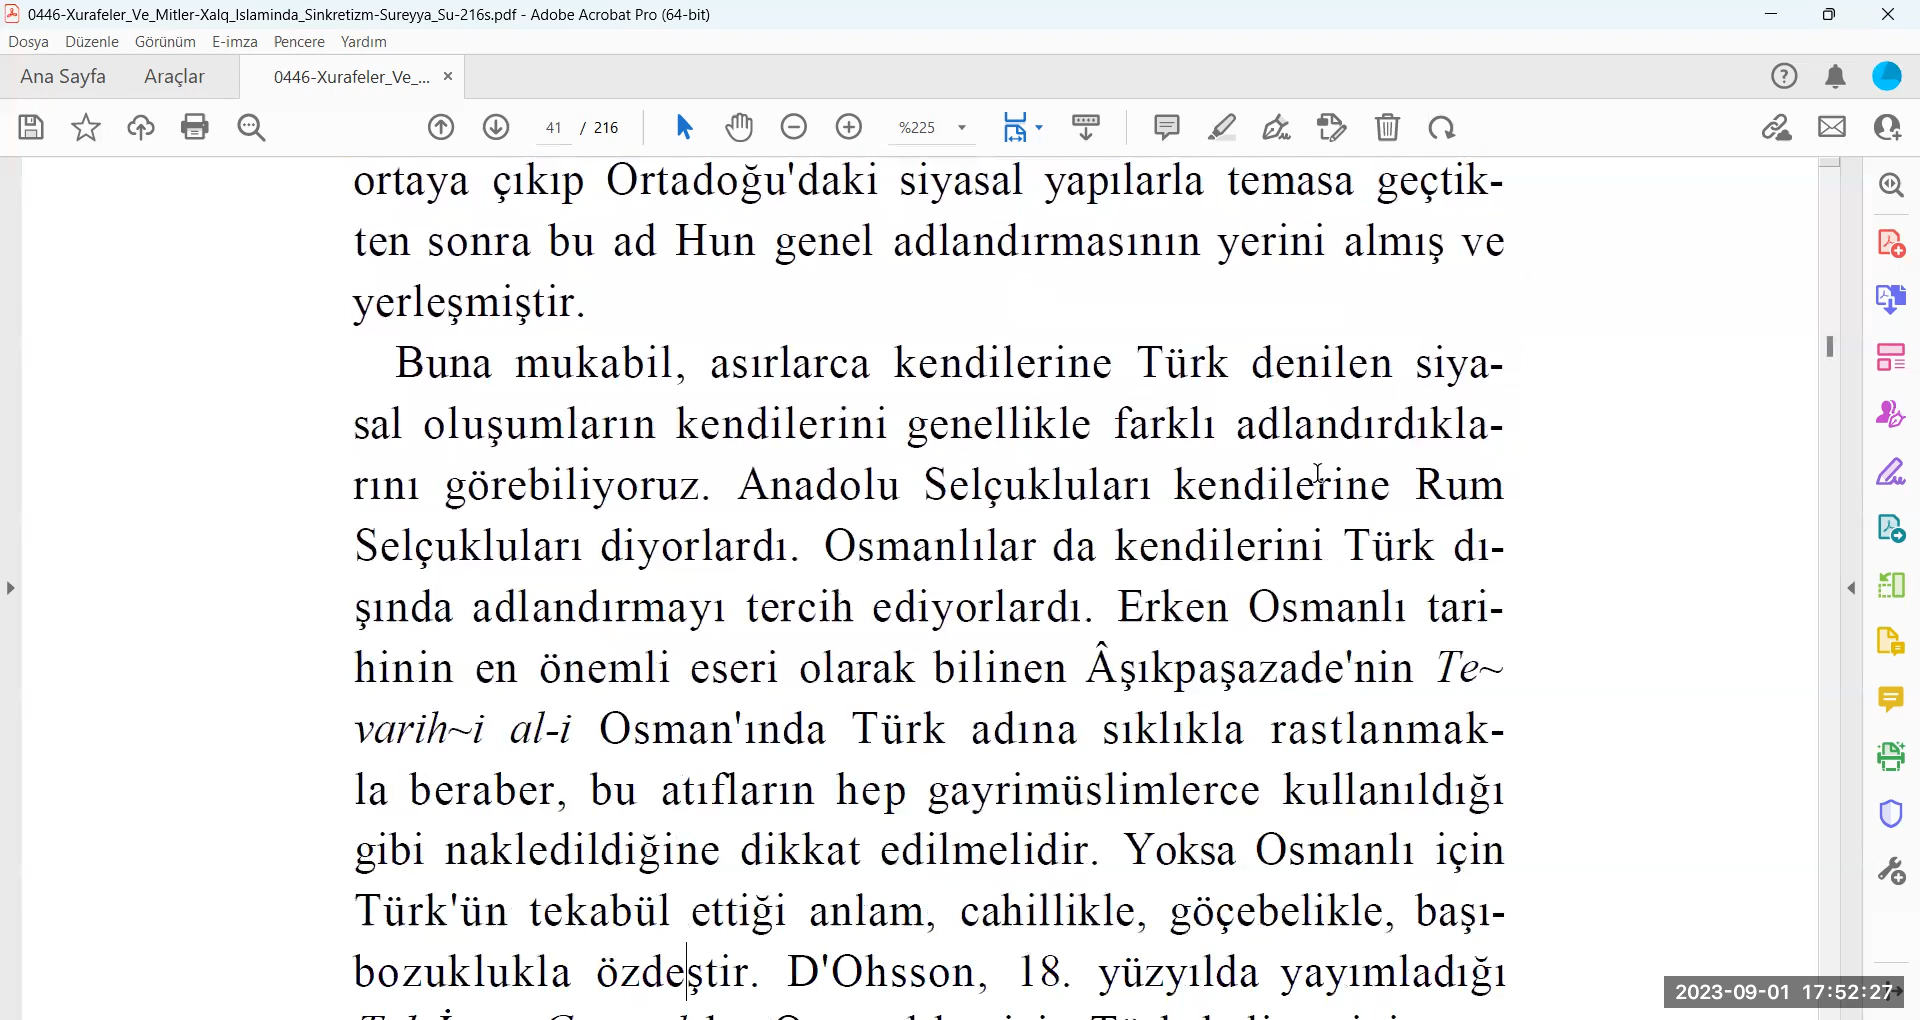 0446-Xurafeler_Ve_Mitler-Xalq_Islaminda_Sinkretizm-Sureyya_Su-216s.pdf - Adobe Acrobat Pro (64-bit)
Dosya Düzenle Görünüm E-imza Pencere Yardım
Ana Sayfa Araçlar 0446-Xurafeler_Ve_... ×
41 / 216 %225
ortaya çıkıp Ortadoğu'daki siyasal yapılarla temasa geçtik-
ten sonra bu ad Hun genel adlandırmasının yerini almış ve
yerleşmiştir.
Buna mukabil, asırlarca kendilerine Türk denilen siya-
sal oluşumların kendilerini genellikle farklı adlandırdıkla-
rını görebiliyoruz. Anadolu Selçukluları kendilerine Rum
Selçukluları diyorlardı. Osmanlılar da kendilerini Türk dı-
şında adlandırmayı tercih ediyorlardı. Erken Osmanlı tari-
hinin en önemli eseri olarak bilinen Âşıkpaşazade'nin Te~
varih~i al-i Osman'ında Türk adına sıklıkla rastlanmak-
la beraber, bu atıfların hep gayrimüslimlerce kullanıldığı
gibi nakledildiğine dikkat edilmelidir. Yoksa Osmanlı için
Türk'ün tekabül ettiği anlam, cahillikle, göçebelikle, başı-
bozuklukla özdeştir. D'Ohsson, 18. yüzyılda yayımladığı
2023-09-01 17:52:27